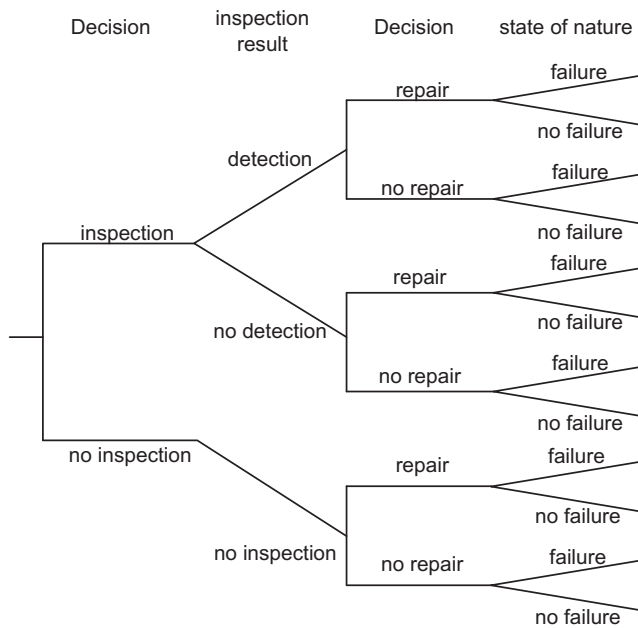 Decision
inspection
result
Decision
state of nature
failure
repair
no failure
detection
failure
no repair
no failure
inspection
failure
repair
no failure
no detection
failure
no repair
no failure
no inspection
failure
repair
no failure
no inspection
failure
no repair
no failure